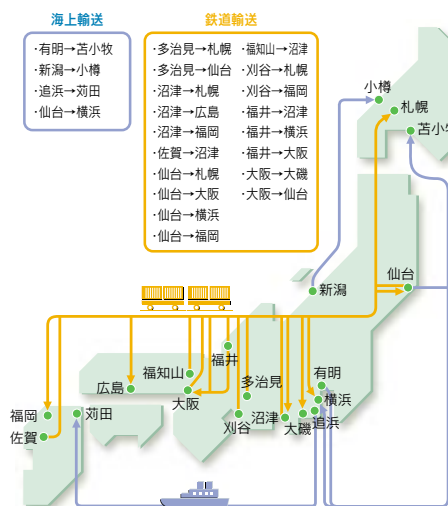 海上輸送
・有明→苫小牧
・新潟→小樽
・追浜→苅田
・仙台→横浜
鉄道輸送
・多治見→札幌
・多治見→仙台
・沼津→札幌
・沼津→広島
・沼津→福岡
・佐賀→沼津
・仙台→札幌
・仙台→大阪
・仙台→横浜
・仙台→福岡
・福知山→沼津
・刈谷→札幌
・刈谷→福岡
・福井→沼津
・福井→横浜
・福井→大阪
・大阪→大磯
・大阪→仙台
小樽
札幌
苫小牧
仙台
新潟
福井
福知山
広島
大阪
多治見
有明
横浜
追浜
大磯
沼津
刈谷
福岡
苅田
佐賀